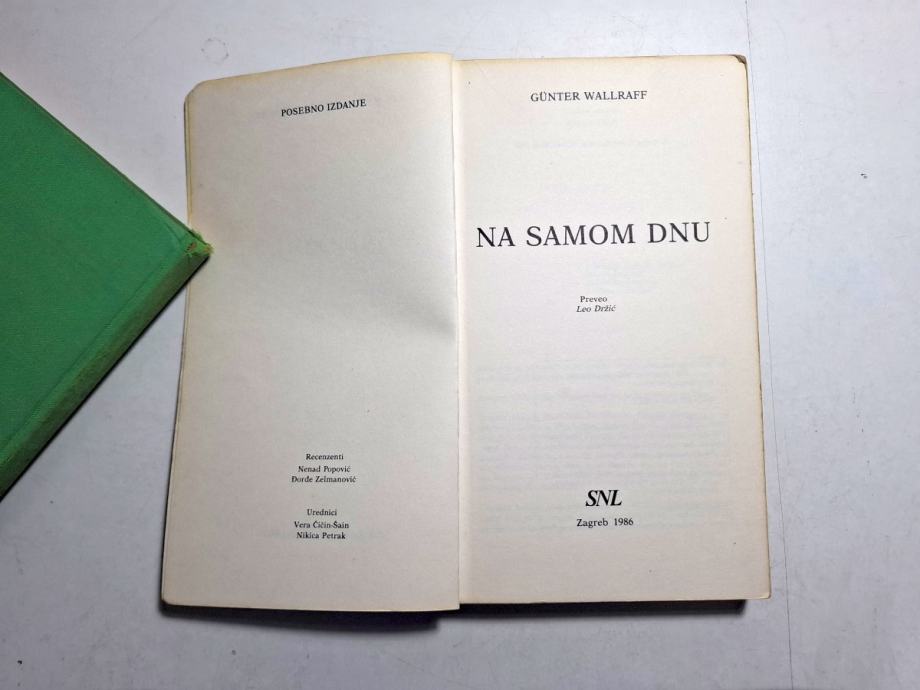 POSEBNO IZDANJE
Recenzenti
Nenad Popović
Đorđe Zelmanović
Urednici
Vera Čičin-Šain
Nikica Petrak
GÜNTER WALLRAFF
NA SAMOM DNU
Preveo
Leo Držić
SNL
Zagreb 1986